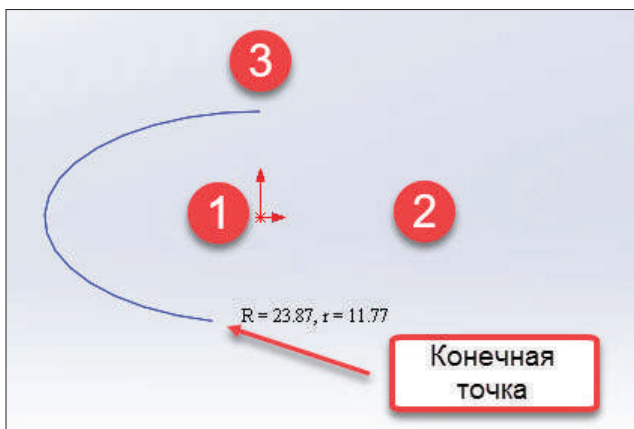 3
1
2
R = 23.87, r = 11.77
Конечная
точка